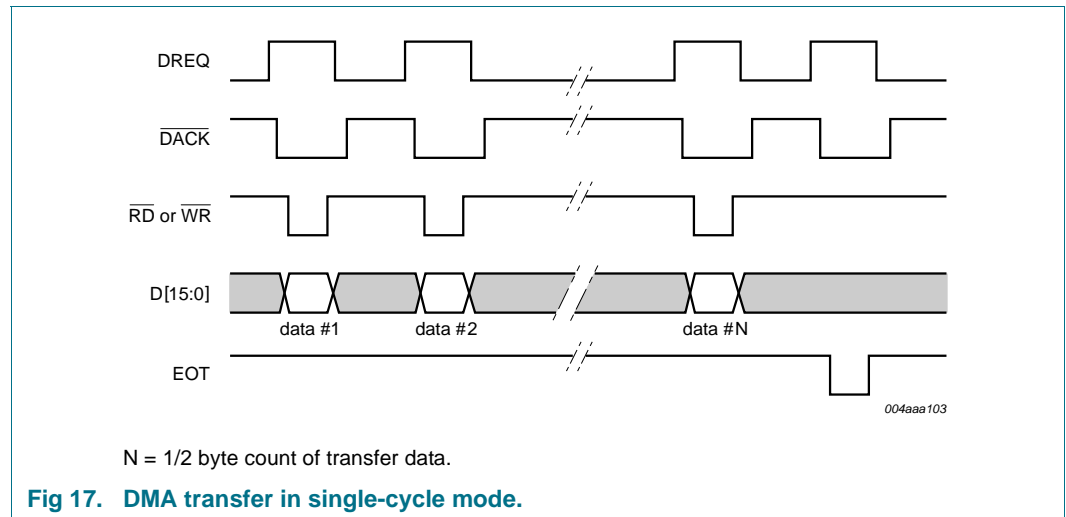 DREQ
DACK
RD or WR
D[15:0]
data #1 data #2 data #N
EOT
004aaa103
N = 1/2 byte count of transfer data.
Fig 17. DMA transfer in single-cycle mode.